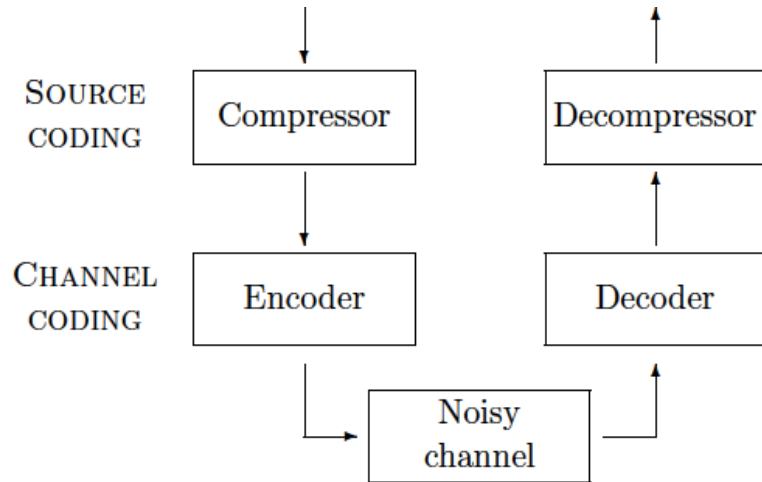 SOURCE
CODING
Compressor
Decompressor
CHANNEL
CODING
Encoder
Decoder
Noisy
channel